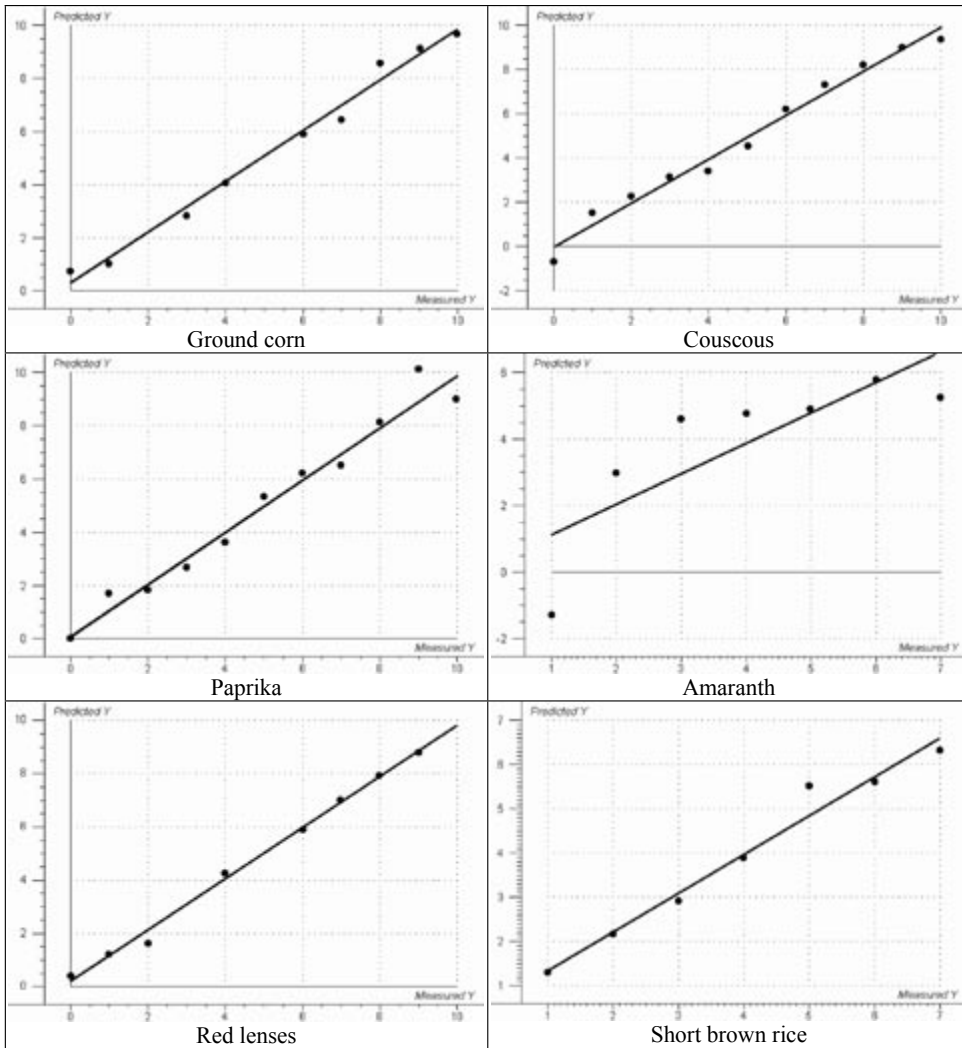 Predicted Y
10
8
6
4
2
0
Measured Y
0 2 4 6 8 10
Ground corn
Predicted Y
10
8
6
4
2
0
-2
Measured Y
0 2 4 6 8 10
Couscous
Predicted Y
10
8
6
4
2
0
Measured Y
0 2 4 6 8 10
Paprika
Predicted Y
6
4
2
0
-2
Measured Y
1 2 3 4 5 6 7
Amaranth
Predicted Y
10
8
6
4
2
0
Measured Y
0 2 4 6 8 10
Red lenses
Predicted Y
7
6
5
4
3
2
1
Measured Y
1 2 3 4 5 6 7
Short brown rice